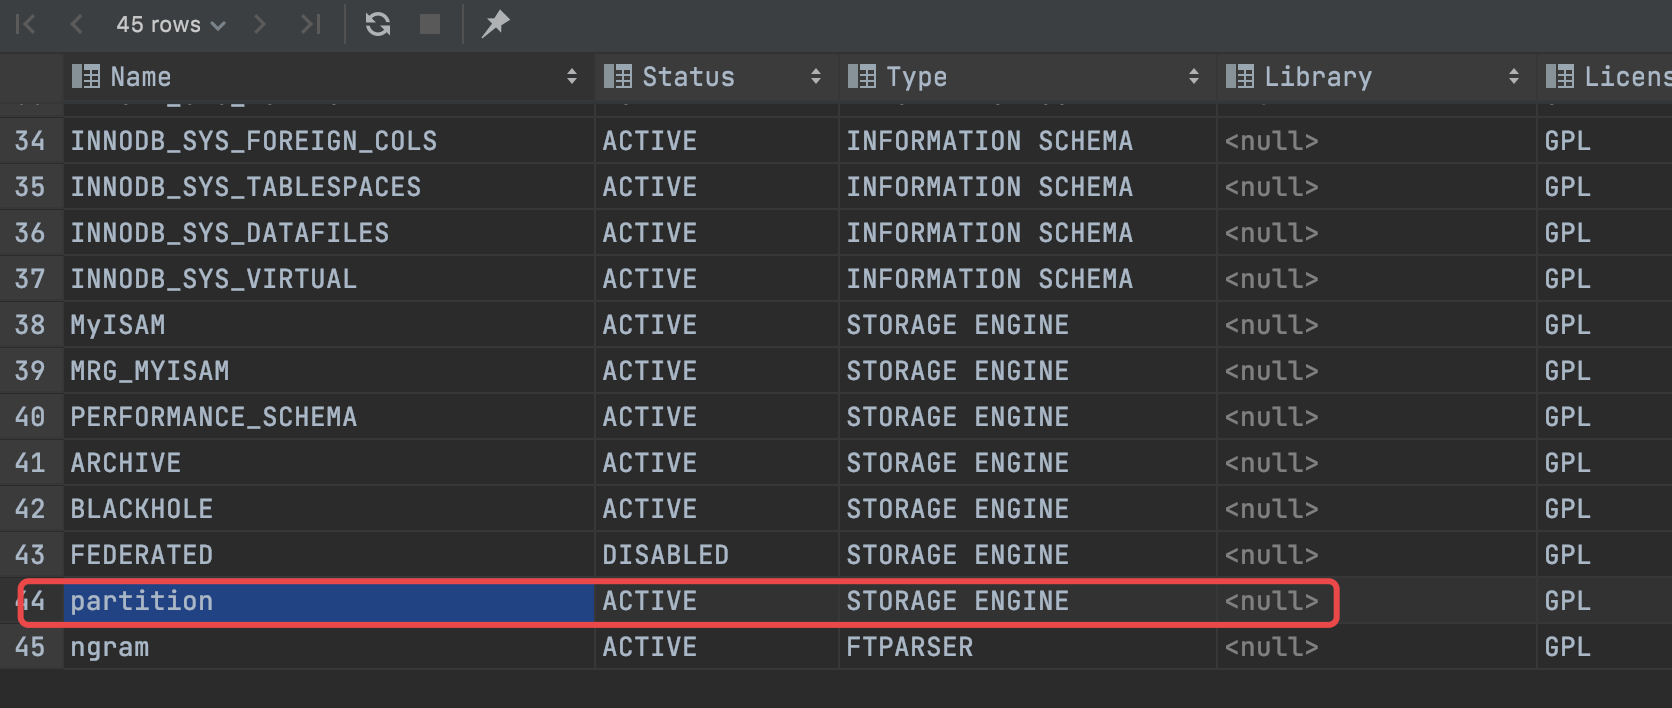 45 rows
Name Status Type Library Licens
34 INNODB_SYS_FOREIGN_COLS ACTIVE INFORMATION SCHEMA <null> GPL
35 INNODB_SYS_TABLESPACES ACTIVE INFORMATION SCHEMA <null> GPL
36 INNODB_SYS_DATAFILES ACTIVE INFORMATION SCHEMA <null> GPL
37 INNODB_SYS_VIRTUAL ACTIVE INFORMATION SCHEMA <null> GPL
38 MyISAM ACTIVE STORAGE ENGINE <null> GPL
39 MRG_MYISAM ACTIVE STORAGE ENGINE <null> GPL
40 PERFORMANCE_SCHEMA ACTIVE STORAGE ENGINE <null> GPL
41 ARCHIVE ACTIVE STORAGE ENGINE <null> GPL
42 BLACKHOLE ACTIVE STORAGE ENGINE <null> GPL
43 FEDERATED DISABLED STORAGE ENGINE <null> GPL
44 partition ACTIVE STORAGE ENGINE <null> GPL
45 ngram ACTIVE FTPARSER <null> GPL